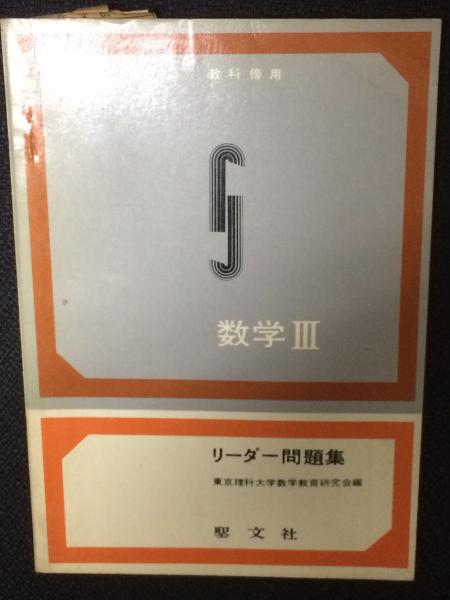 教科傍用
数学III
リーダー問題集
東京理科大学数学教育研究会編
聖文社